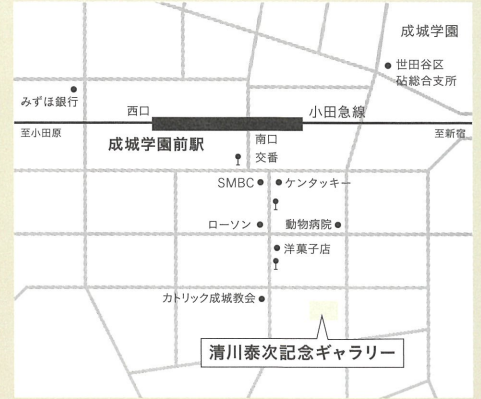 成城学園
世田谷区
砧総合支所
みずほ銀行
西口
小田急線
至小田原
成城学園前駅
南口
至新宿
交番
SMBC
ケンタッキー
ローソン
動物病院
洋菓子店
カトリック成城教会
清川泰次記念ギャラリー